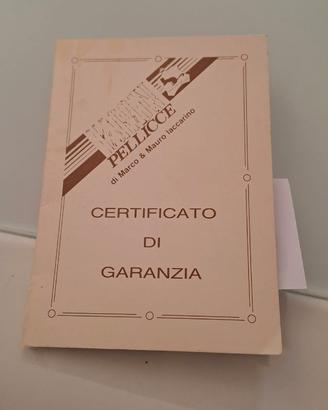 PELLICCE
di Marco & Mauro Iaccarino
CERTIFICATO
DI
GARANZIA